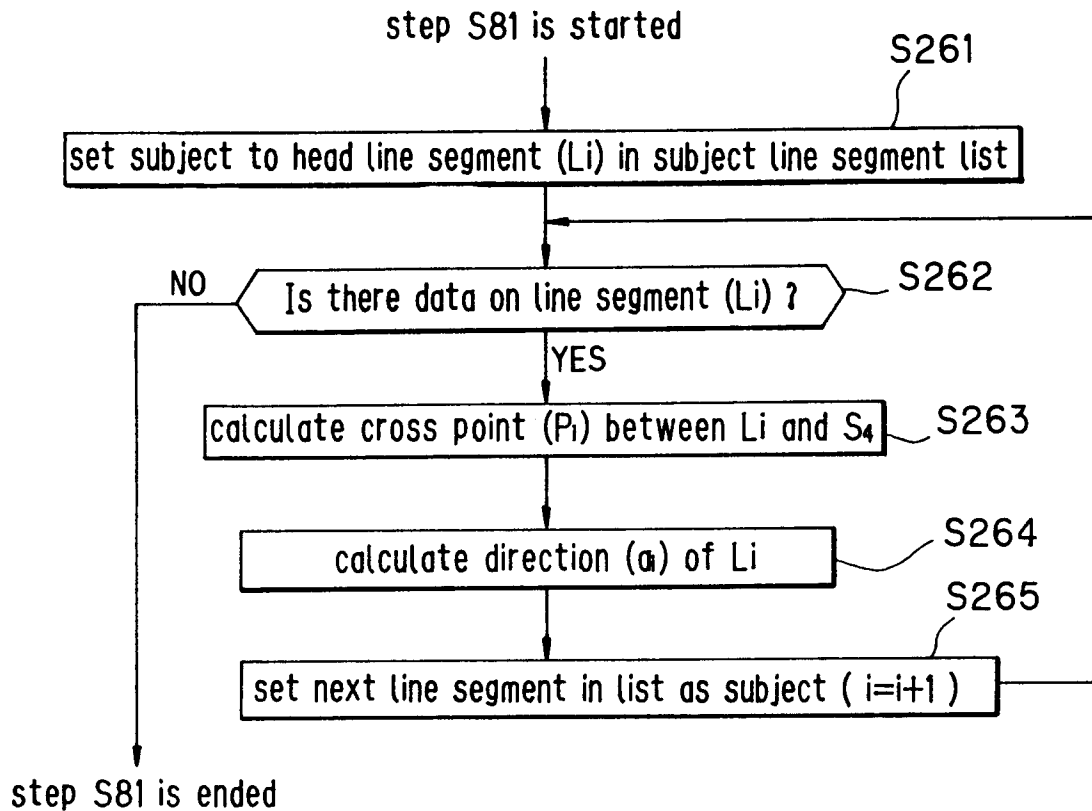 step S81 is started
S261
set subject to head line segment (Li) in subject line segment list
NO
Is there data on line segment (Li) ?
S262
YES
calculate cross point (Pi) between Li and S4
S263
calculate direction (ai) of Li
S264
S265
set next line segment in list as subject ( i=i+1 )
step S81 is ended